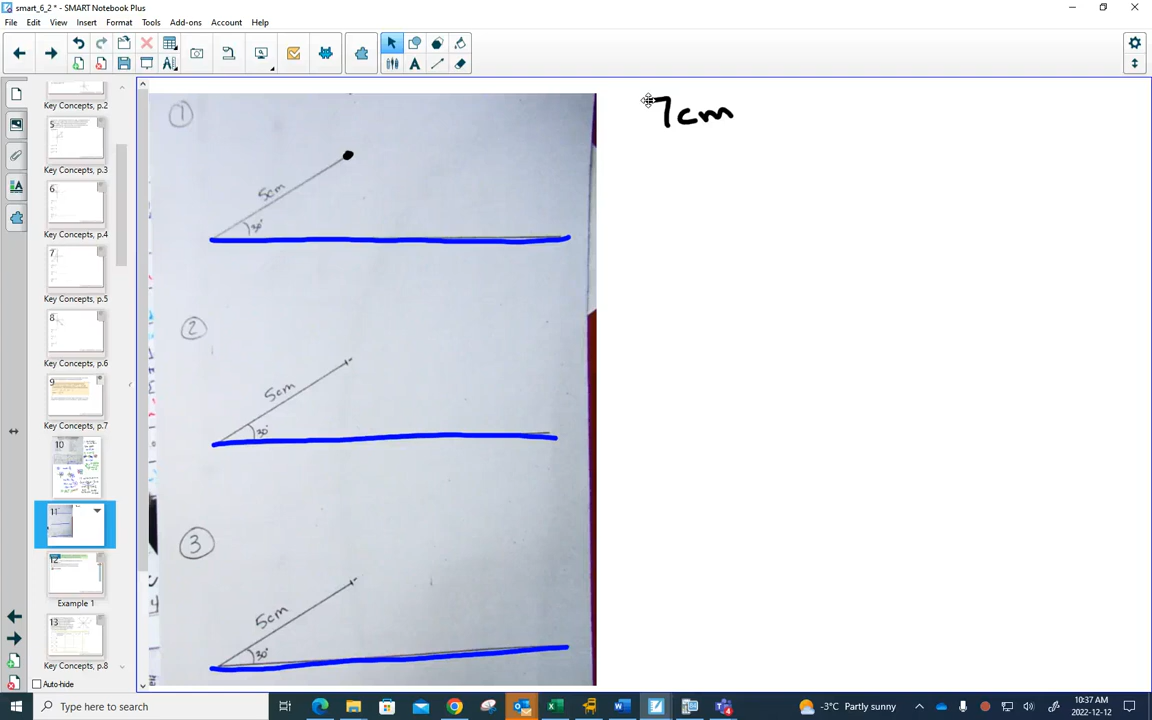 smart_6_2 * - SMART Notebook Plus
File Edit View Insert Format Tools Add-ons Account Help
Key Concepts, p.2
5
Key Concepts, p.3
6
Key Concepts, p.4
7
Key Concepts, p.5
8
Key Concepts, p.6
9
Key Concepts, p.7
10
11
12
Example 1
13
Key Concepts, p.8
Auto-hide
1
5cm
30°
2
5cm
30°
3
5cm
30°
7cm
Type here to search
-3°C Partly sunny
10:37 AM
2022-12-12